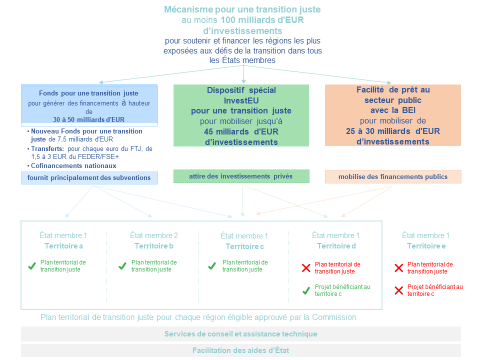 Mécanisme pour une transition juste
au moins 100 milliards d'EUR
d'investissements
pour soutenir et financer les régions les plus
exposées aux défis de la transition dans tous
les États membres
Fonds pour une transition juste
pour générer des financements à hauteur
de
30 à 50 milliards d'EUR
• Nouveau Fonds pour une transition
juste de 7,5 milliards d'EUR
• Transferts: pour chaque euro du FTJ, de
1,5 à 3 EUR du FEDER/FSE+
• Cofinancements nationaux
fournit principalement des subventions
Dispositif spécial
InvestEU
pour une transition juste
pour mobiliser jusqu'à
45 milliards d'EUR
d'investissements
attire des investissements privés
Facilité de prêt au
secteur public
avec la BEI
pour mobiliser de
25 à 30 milliards d'EUR
d'investissements
mobilise des financements publics
État membre 1
Territoire a
Plan territorial de
transition juste
État membre 2
Territoire b
Plan territorial de
transition juste
État membre 1
Territoire c
Plan territorial de
transition juste
État membre 1
Territoire d
Plan territorial de
transition juste
Projet bénéficiant au
territoire c
État membre 1
Territoire e
Plan territorial de
transition juste
Projet bénéficiant au
territoire c
Plan territorial de transition juste pour chaque région éligible approuvé par la Commission
Services de conseil et assistance technique
Facilitation des aides d'État